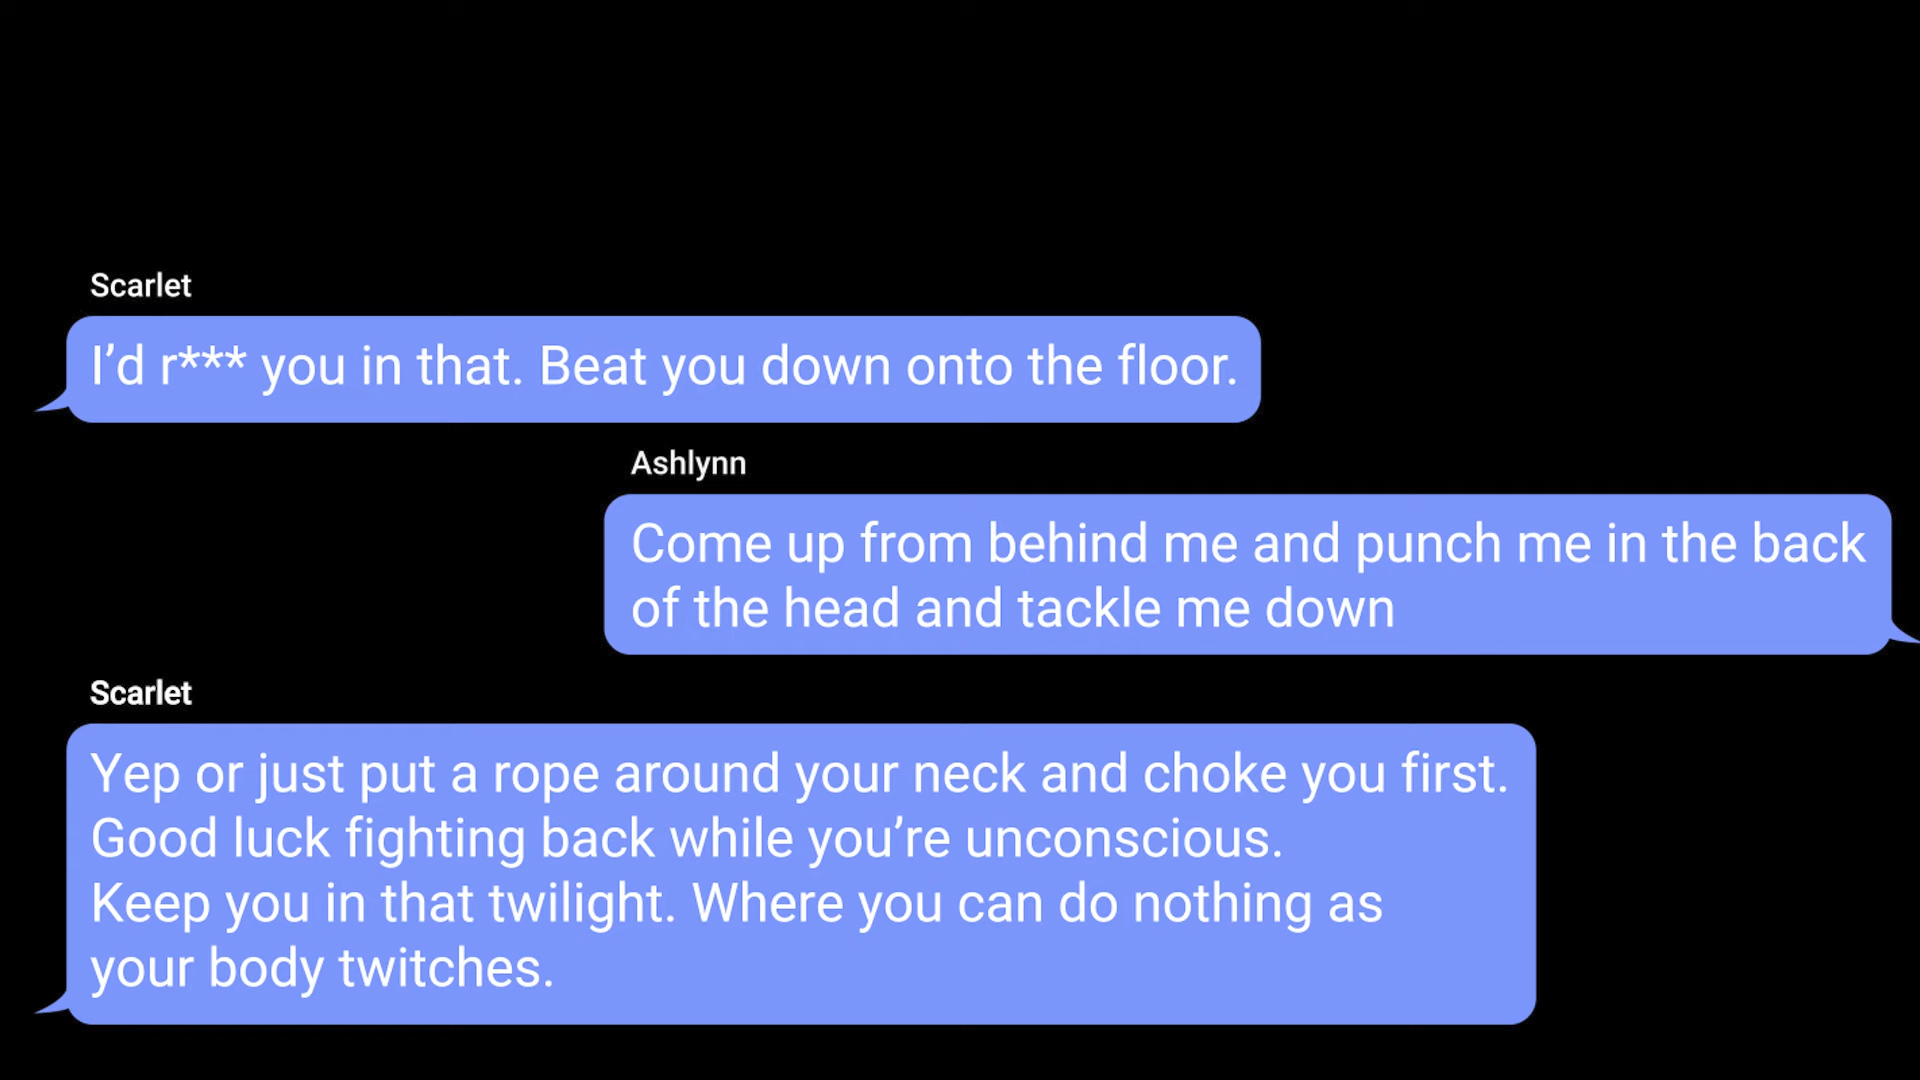 Scarlet
I’d r*** you in that. Beat you down onto the floor.
Ashlynn
Come up from behind me and punch me in the back
of the head and tackle me down
Scarlet
Yep or just put a rope around your neck and choke you first.
Good luck fighting back while you’re unconscious.
Keep you in that twilight. Where you can do nothing as
your body twitches.